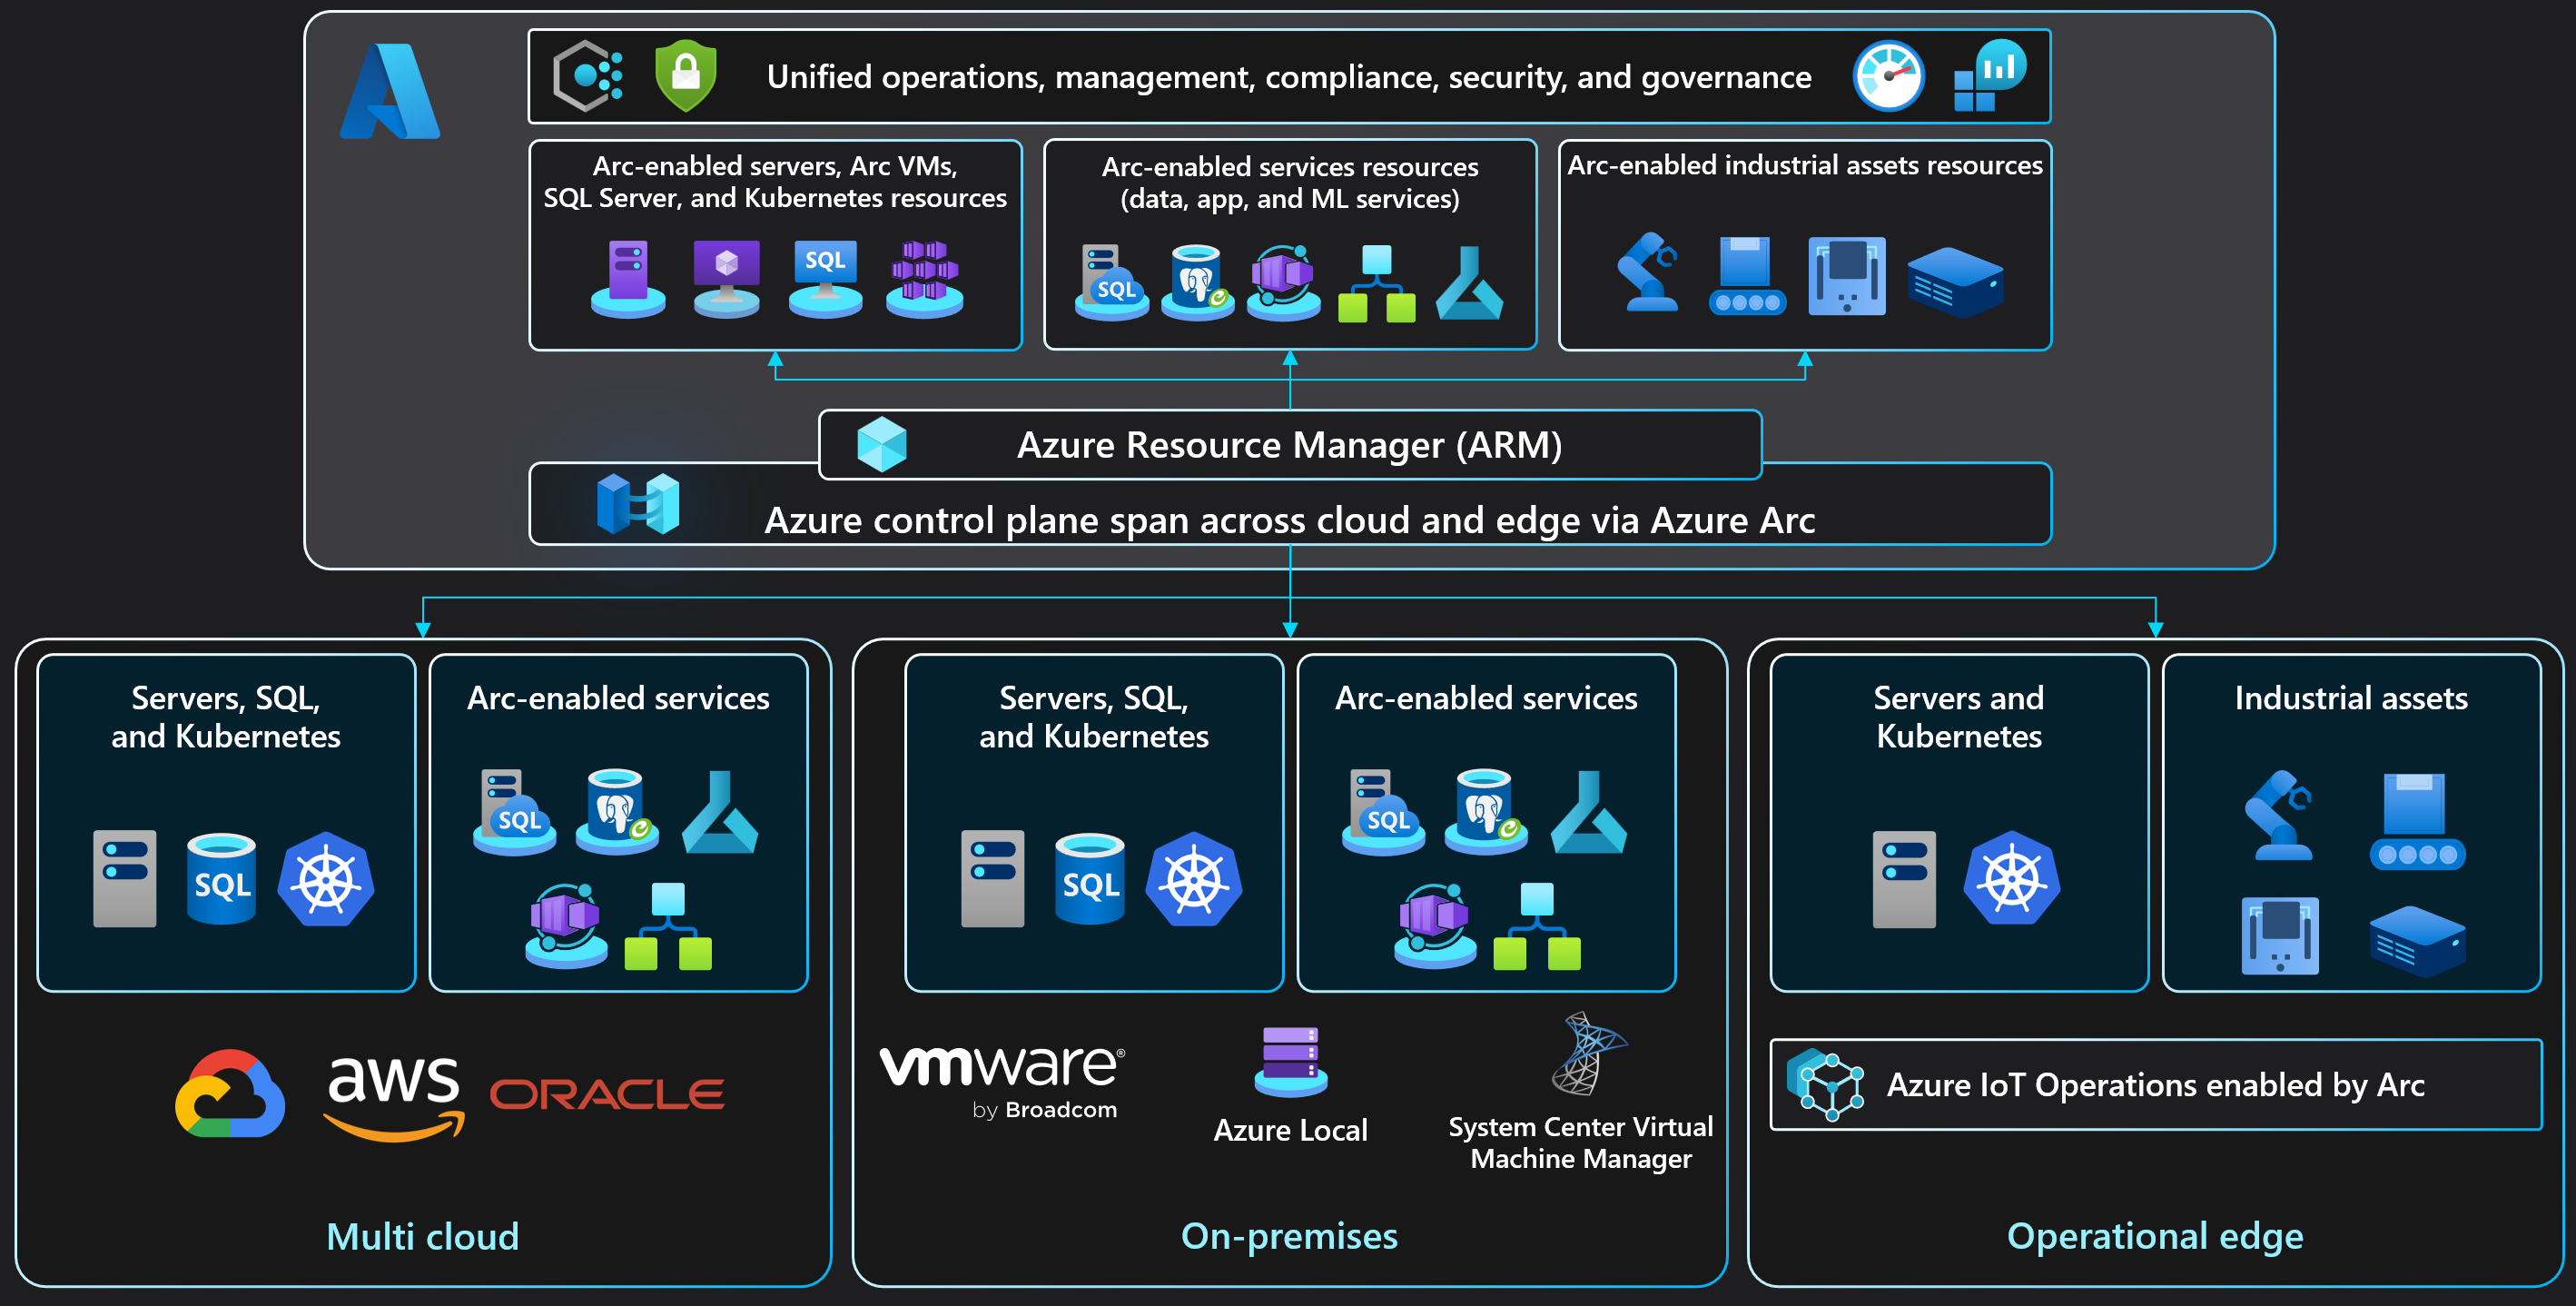 Unified operations, management, compliance, security, and governance
Arc-enabled servers, Arc VMs,
SQL Server, and Kubernetes resources
SQL
Arc-enabled services resources
(data, app, and ML services)
SQL
Arc-enabled industrial assets resources
Azure Resource Manager (ARM)
Azure control plane span across cloud and edge via Azure Arc
Servers, SQL,
and Kubernetes
SQL
Arc-enabled services
SQL
aws
ORACLE
Multi cloud
Servers, SQL,
and Kubernetes
SQL
Arc-enabled services
SQL
vmware®
by Broadcom
Azure Local
System Center Virtual
Machine Manager
On-premises
Servers and
Kubernetes
Industrial assets
Azure IoT Operations enabled by Arc
Operational edge